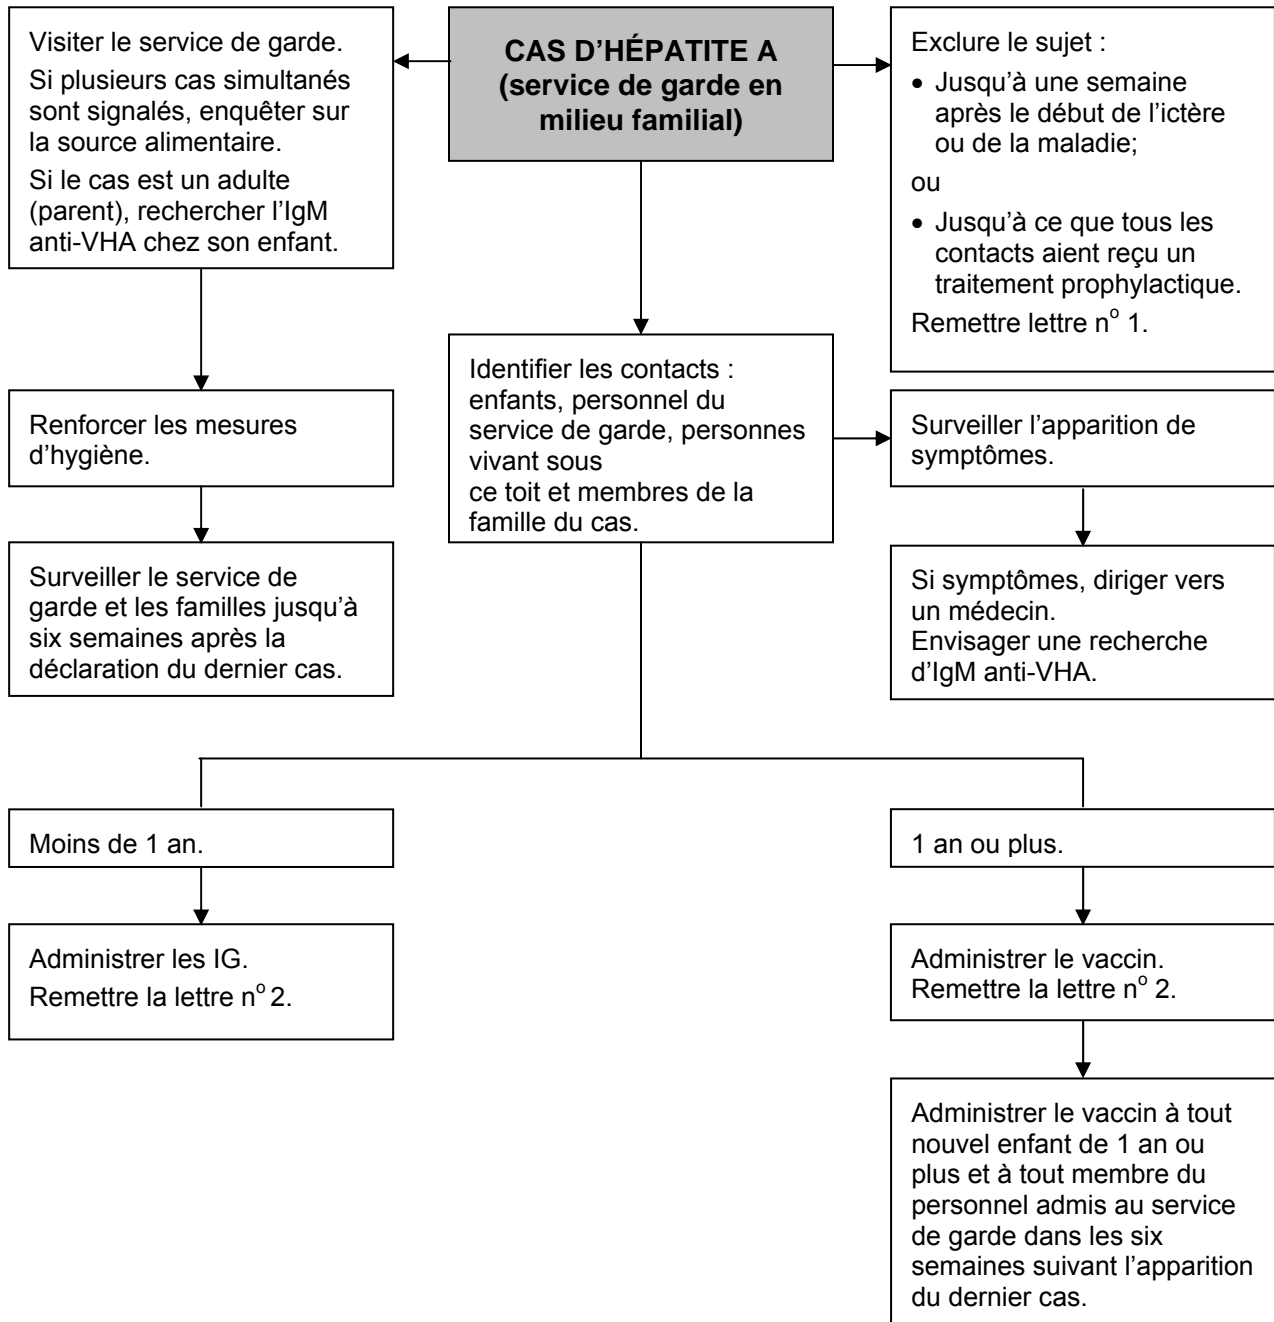 Visiter le service de garde.
Si plusieurs cas simultanés
sont signalés, enquêter sur
la source alimentaire.
Si le cas est un adulte
(parent), rechercher l’IgM
anti-VHA chez son enfant.
CAS D’HÉPATITE A
(service de garde en
milieu familial)
Exclure le sujet :
• Jusqu’à une semaine
après le début de l’ictère
ou de la maladie;
ou
• Jusqu’à ce que tous les
contacts aient reçu un
traitement prophylactique.
Remettre lettre nº 1.
Renforcer les mesures
d’hygiène.
Identifier les contacts :
enfants, personnel du
service de garde, personnes
vivant sous
ce toit et membres de la
famille du cas.
Surveiller l’apparition de
symptômes.
Surveiller le service de
garde et les familles jusqu’à
six semaines après la
déclaration du dernier cas.
Si symptômes, diriger vers
un médecin.
Envisager une recherche
d’IgM anti-VHA.
Moins de 1 an.
1 an ou plus.
Administrer les IG.
Remettre la lettre nº 2.
Administrer le vaccin.
Remettre la lettre nº 2.
Administrer le vaccin à tout
nouvel enfant de 1 an ou
plus et à tout membre du
personnel admis au service
de garde dans les six
semaines suivant l’apparition
du dernier cas.